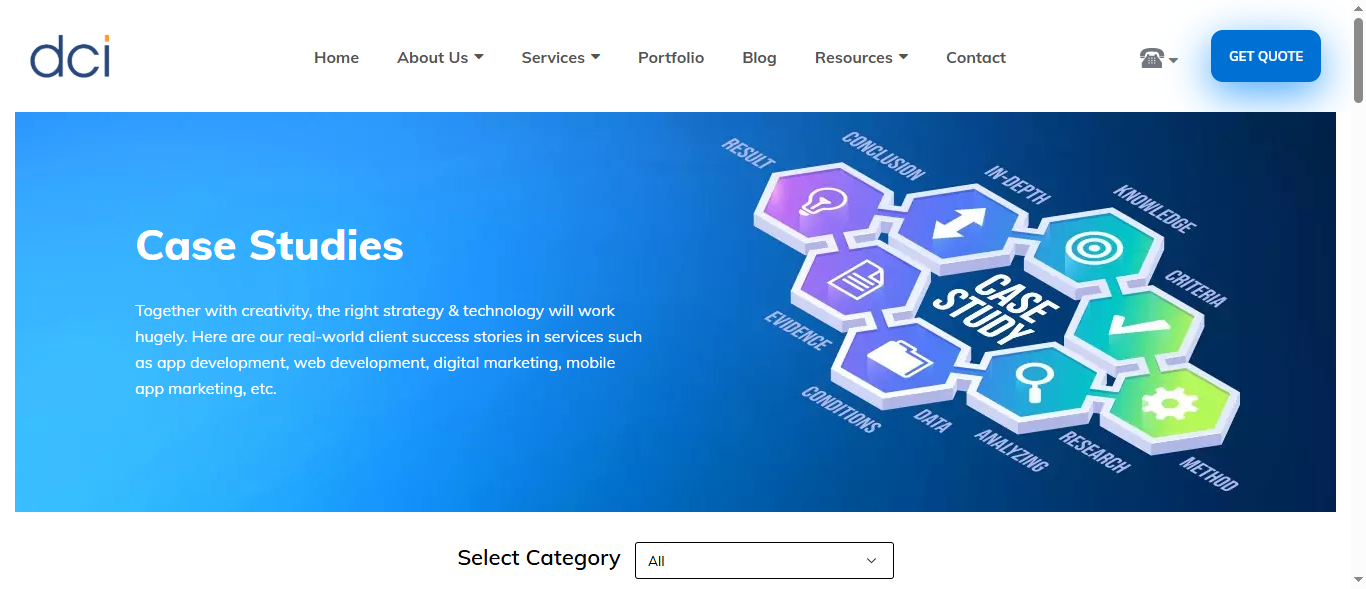 dci
Home About Us Services Portfolio Blog Resources Contact
GET QUOTE
Case Studies
Together with creativity, the right strategy & technology will work
hugely. Here are our real-world client success stories in services such
as app development, web development, digital marketing, mobile
app marketing, etc.
RESULT
CONCLUSION
IN-DEPTH
KNOWLEDGE
CRITERIA
CASE
STUDY
EVIDENCE
CONDITIONS
DATA
ANALYZING
RESEARCH
METHOD
Select Category All